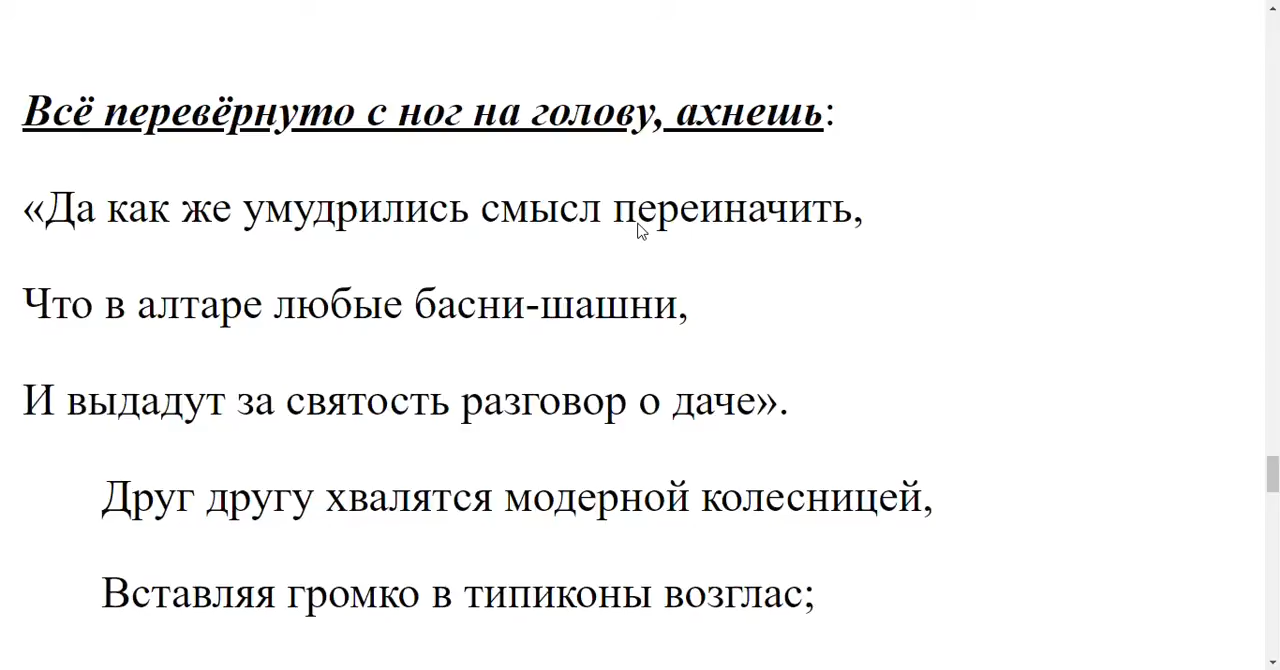 Всё перевёрнуто с ног на голову, ахнешь:
«Да как же умудрились смысл переиначить,
Что в алтаре любые басни-шашни,
И выдадут за святость разговор о даче».
Друг другу хвалятся модерной колесницей,
Вставляя громко в типиконы возглас;